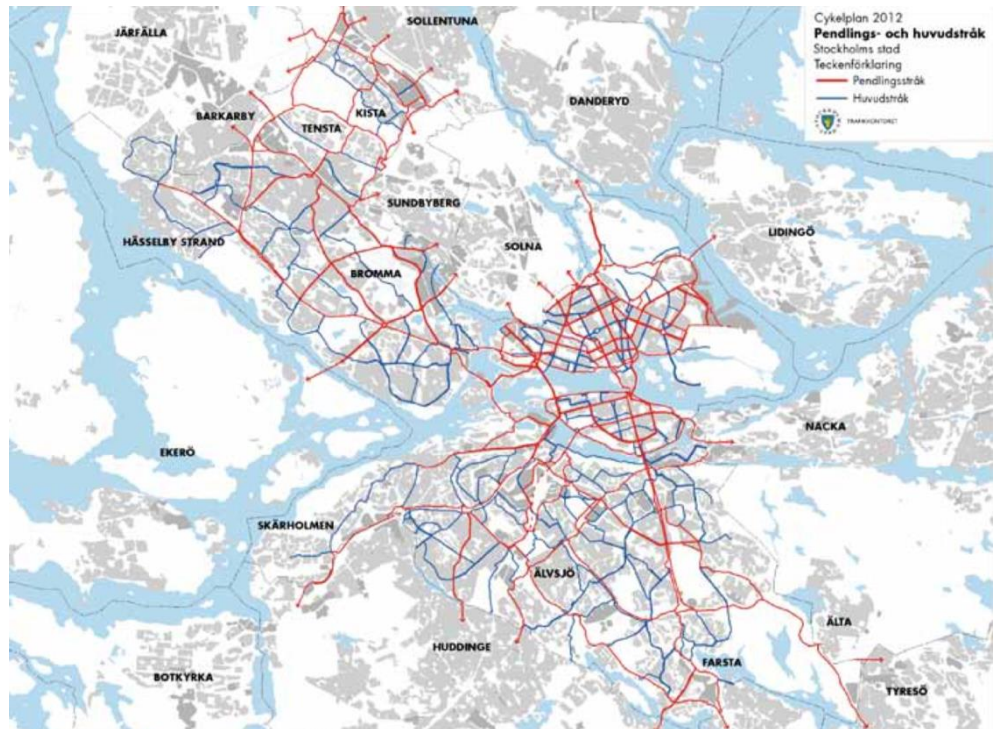 Cykelplan 2012
Pendlings- och huvudstråk
Stockholms stad
Teckenförklaring
Pendlingsstråk
Huvudstråk
TRAFIKKONTORET
SOLLENTUNA
JÄRFÄLLA
DANDERYD
BARKARBY
KISTA
TENSTA
SUNDBYBERG
LIDINGÖ
HÄSSELBY STRAND
SOLNA
BROMMA
NACKA
EKERÖ
SKÄRHOLMEN
ÄLVSJÖ
ÄLTA
HUDDINGE
FARSTA
BOTKYRKA
TYRESÖ